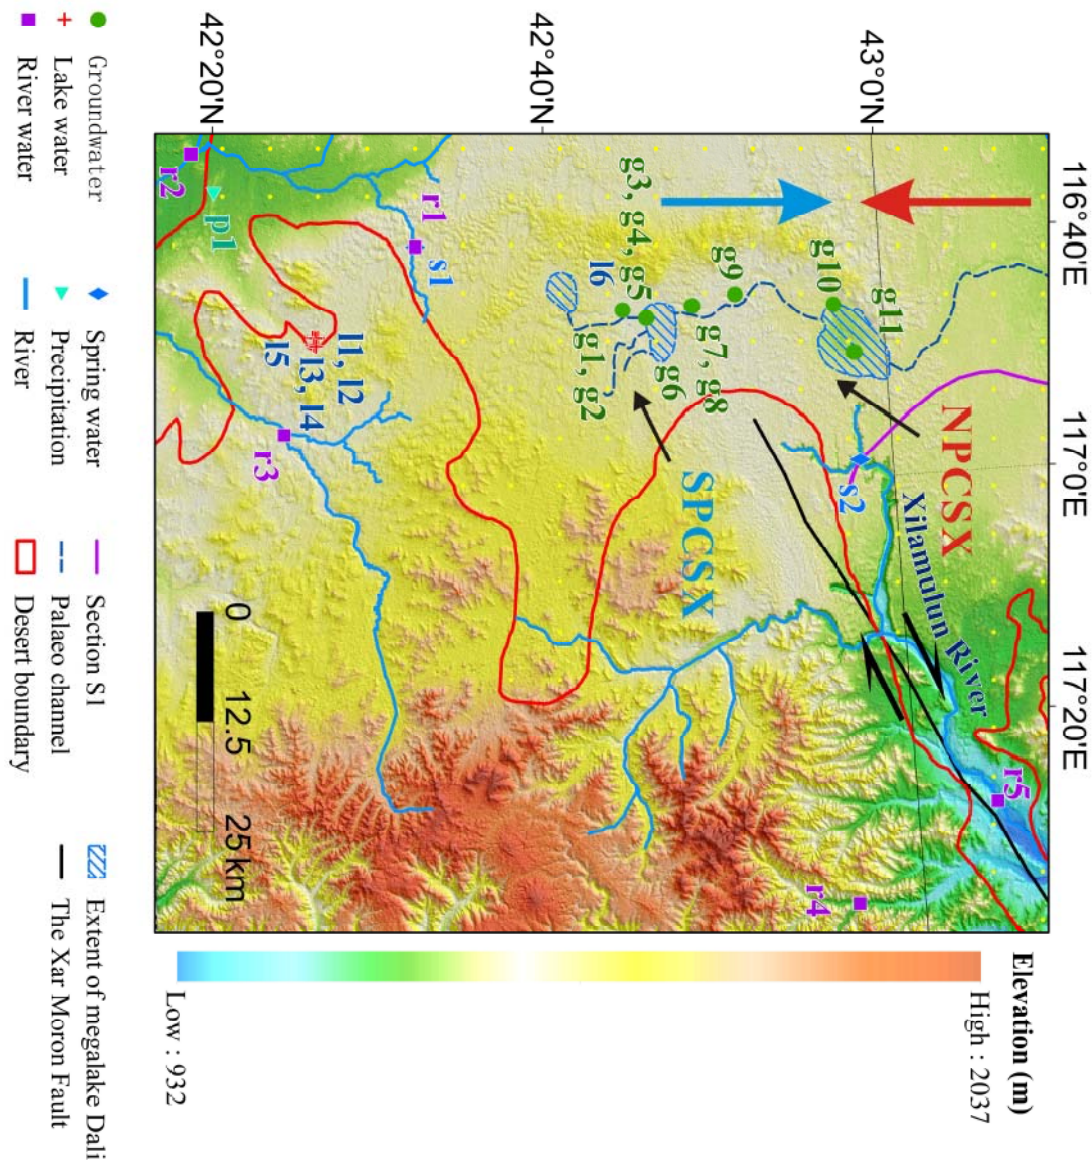 116°40'E
117°0'E
117°20'E
43°0'N
42°40'N
42°20'N
g11
g10
g9
g7, g8
g6
g3, g4, g5
l6
g1, g2
NPCSX
SPCSX
s2
Xilamulun River
r5
r4
r1
s1
r2
p1
l1, l2
l3, l4
l5
r3
0 12.5 25 km
Elevation (m)
High : 2037
Low : 932
Groundwater
Lake water
River water
Spring water
Precipitation
River
Section S1
Palaeo channel
Desert boundary
Extent of megalake Dali
The Xar Moron Fault